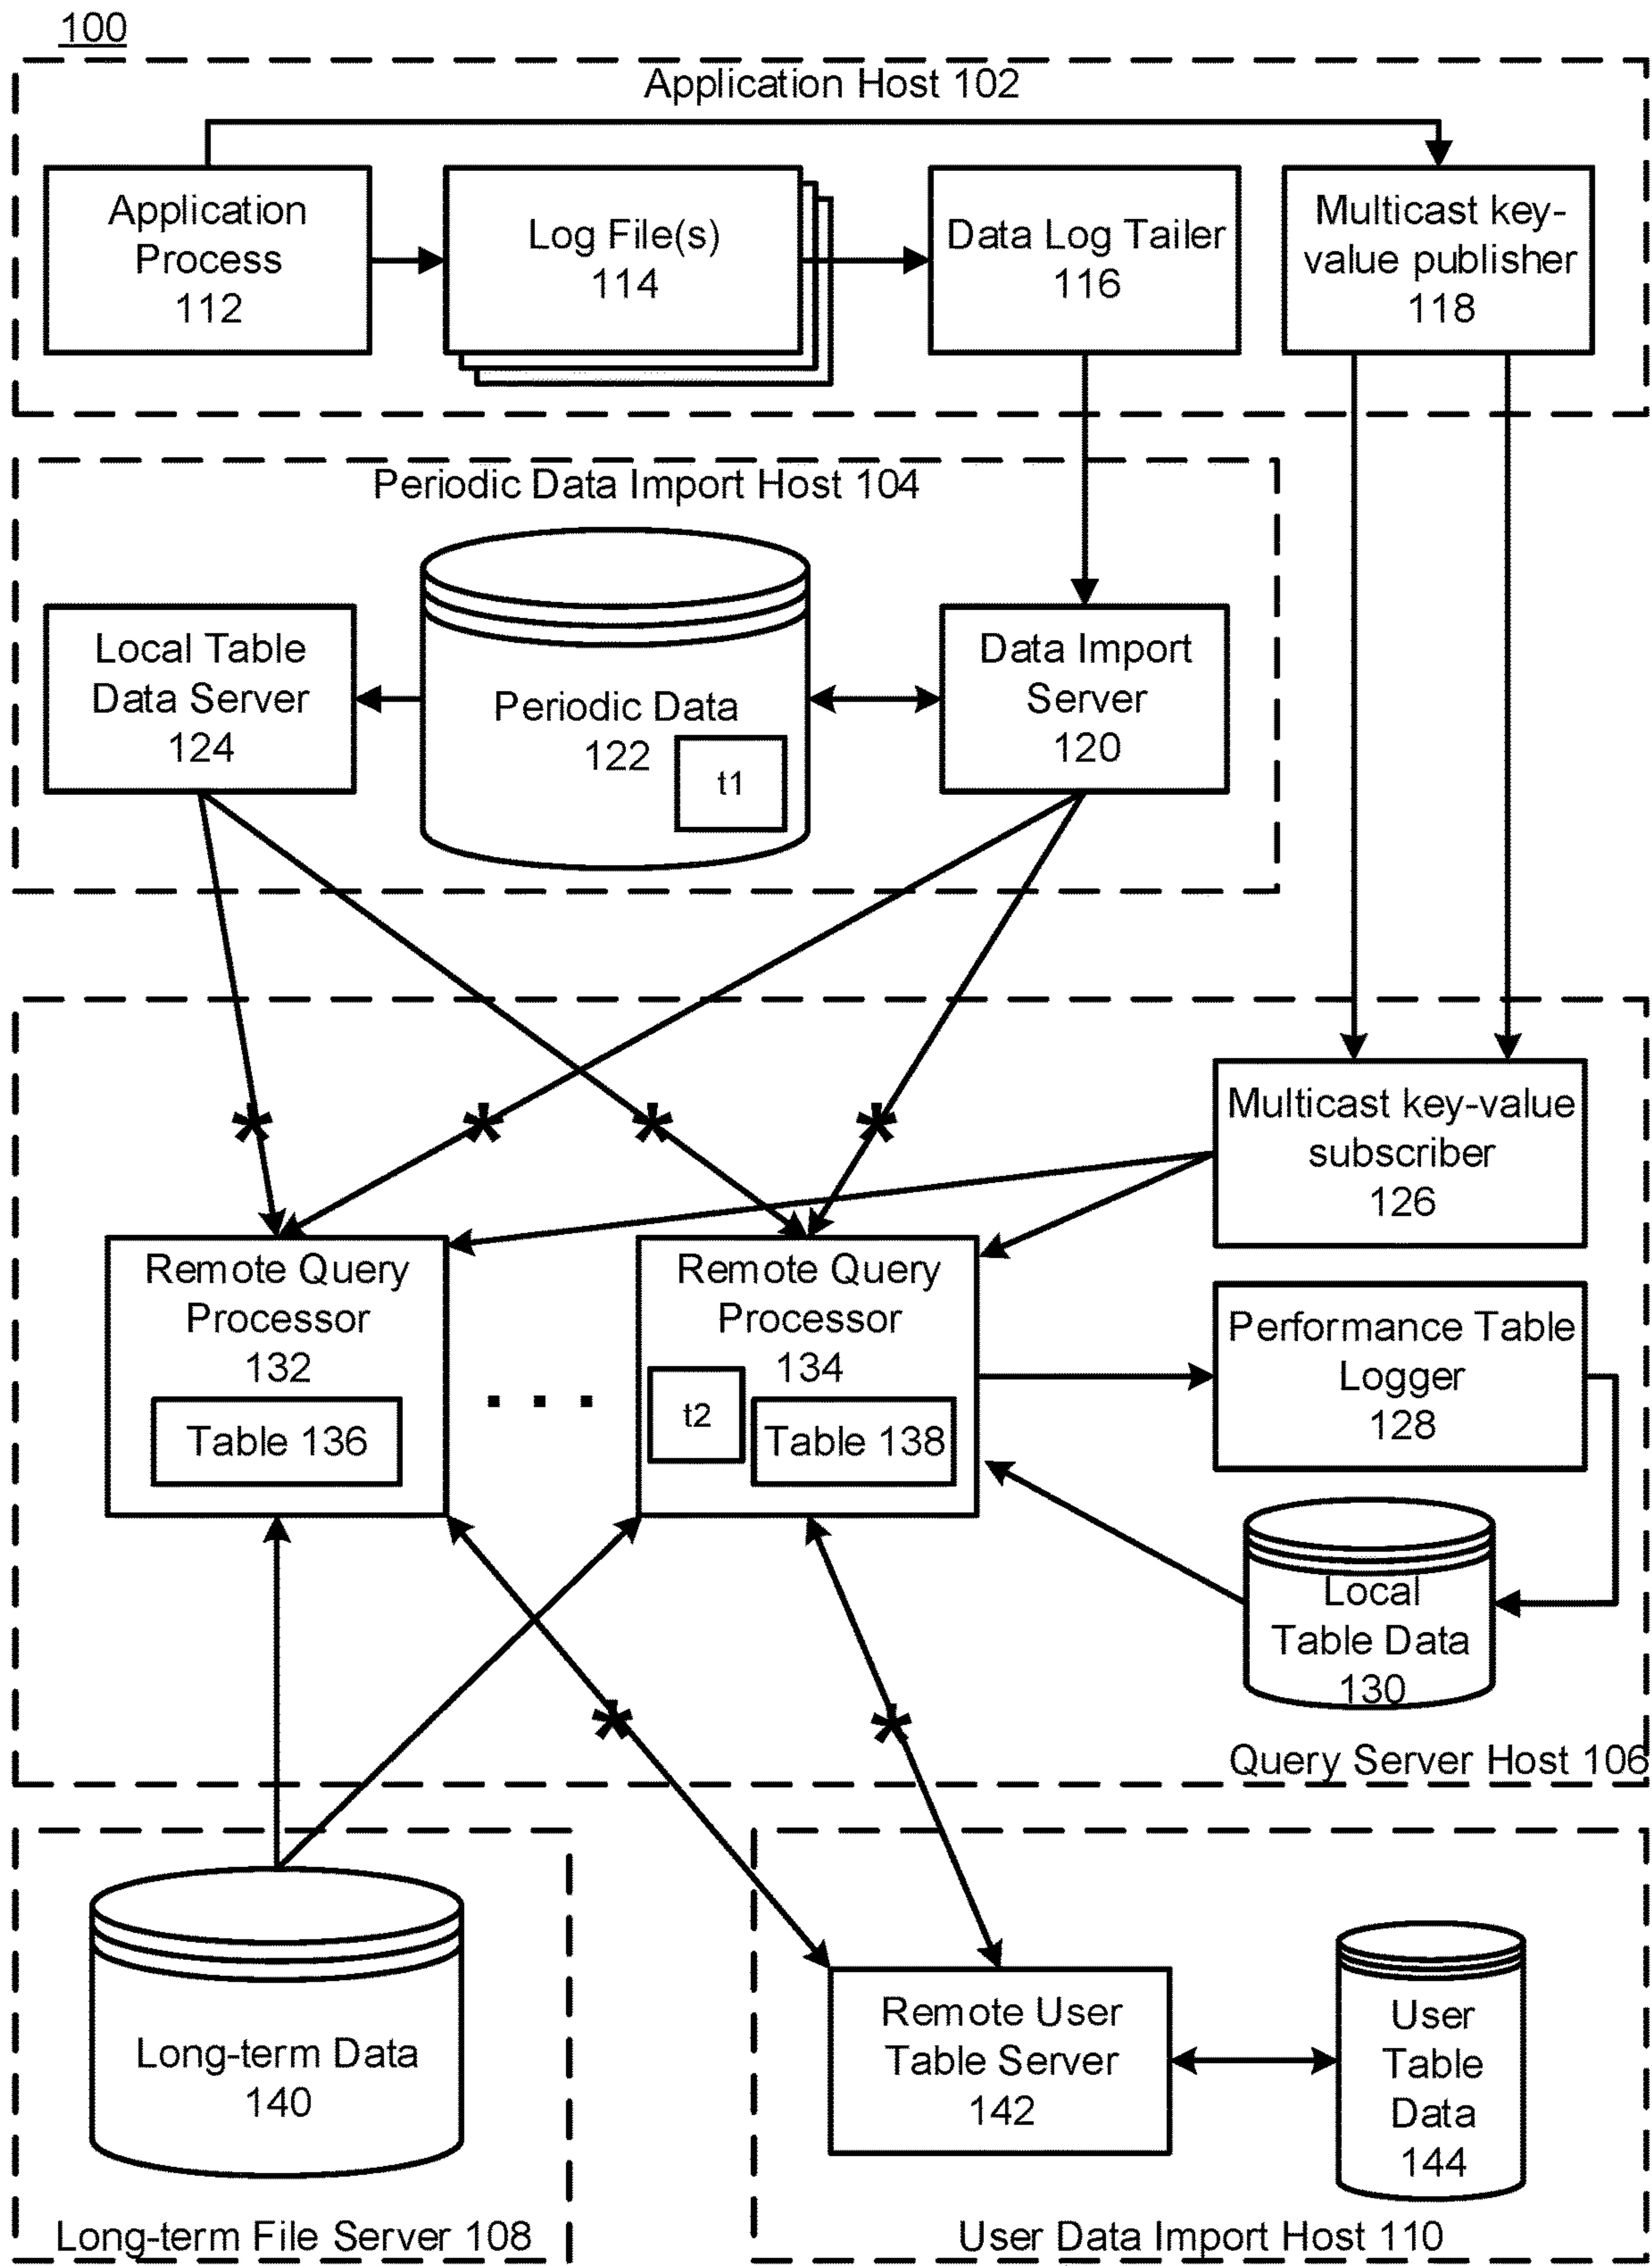 100
Application Host 102
Application
Process
112
Log File(s)
114
Data Log Tailer
116
Multicast key-
value publisher
118
Periodic Data Import Host 104
Local Table
Data Server
124
Periodic Data
122
t1
Data Import
Server
120
*
*
*
*
Multicast key-value
subscriber
126
Remote Query
Processor
132
Table 136
. . .
Remote Query
Processor
134
t2
Table 138
Performance Table
Logger
128
Local
Table Data
130
*
*
Query Server Host 106
Long-term Data
140
Long-term File Server 108
Remote User
Table Server
142
User
Table
Data
144
User Data Import Host 110